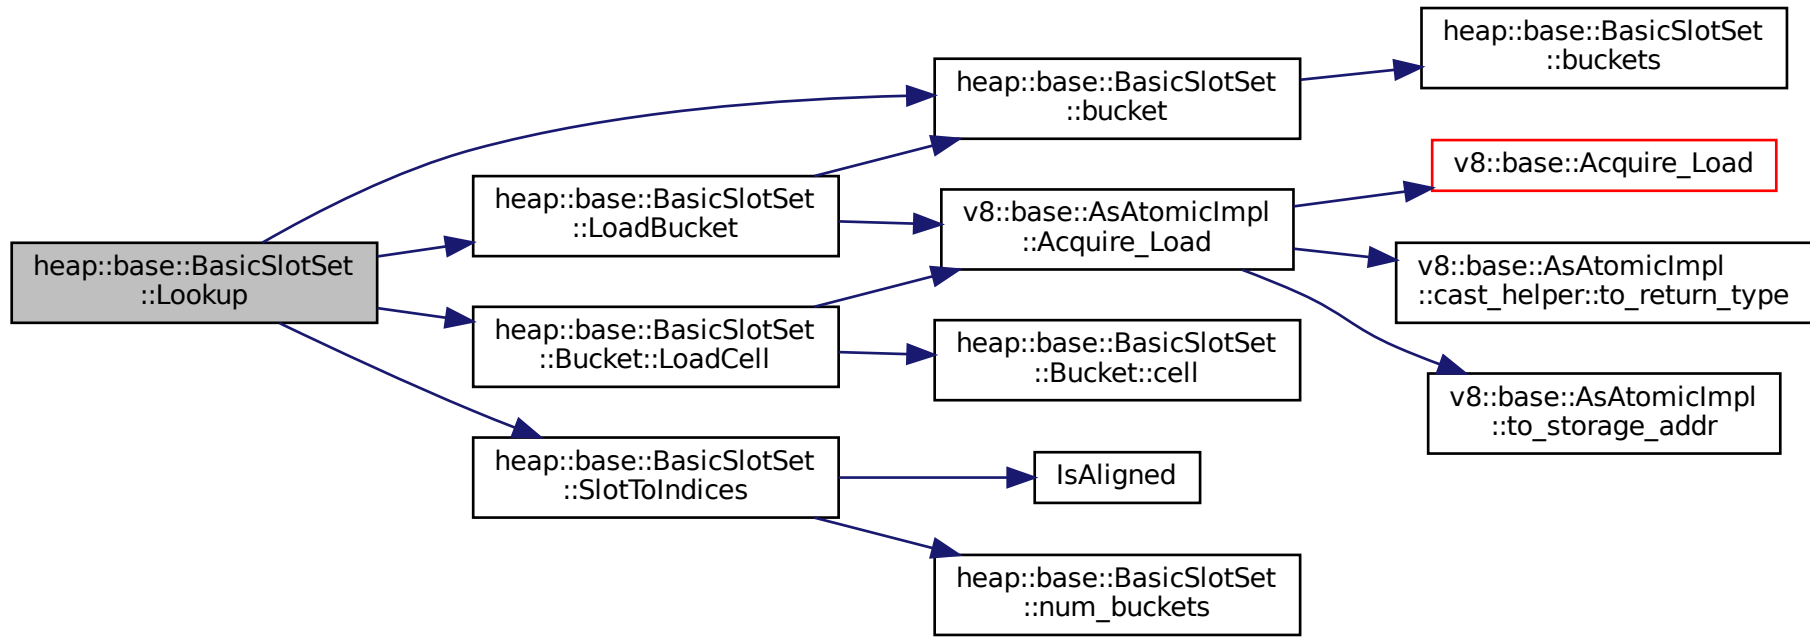 heap::base::BasicSlotSet
::Lookup
heap::base::BasicSlotSet
::LoadBucket
heap::base::BasicSlotSet
::Bucket::LoadCell
heap::base::BasicSlotSet
::SlotToIndices
heap::base::BasicSlotSet
::bucket
v8::base::AsAtomicImpl
::Acquire_Load
heap::base::BasicSlotSet
::Bucket::cell
IsAligned
heap::base::BasicSlotSet
::num_buckets
heap::base::BasicSlotSet
::buckets
v8::base::Acquire_Load
v8::base::AsAtomicImpl
::cast_helper::to_return_type
v8::base::AsAtomicImpl
::to_storage_addr